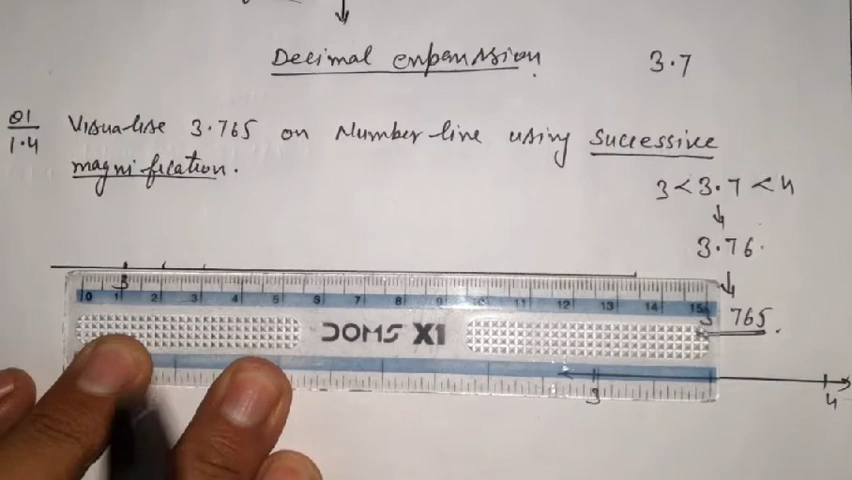 Decimal expansion.
3.7
Q1
1.4
Visualise 3.765 on Number line using successive
magnification.
3 < 3.7 < 4
3.76.
3 765.
3
0 1 2 3 4 5 6 7 8 9 10 11 12 13 14 15
DOMS X1
3
4